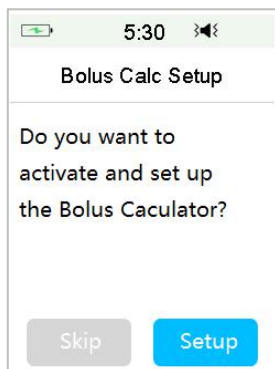 5:30
Bolus Calc Setup
Do you want to
activate and set up
the Bolus Caculator?
Skip Setup